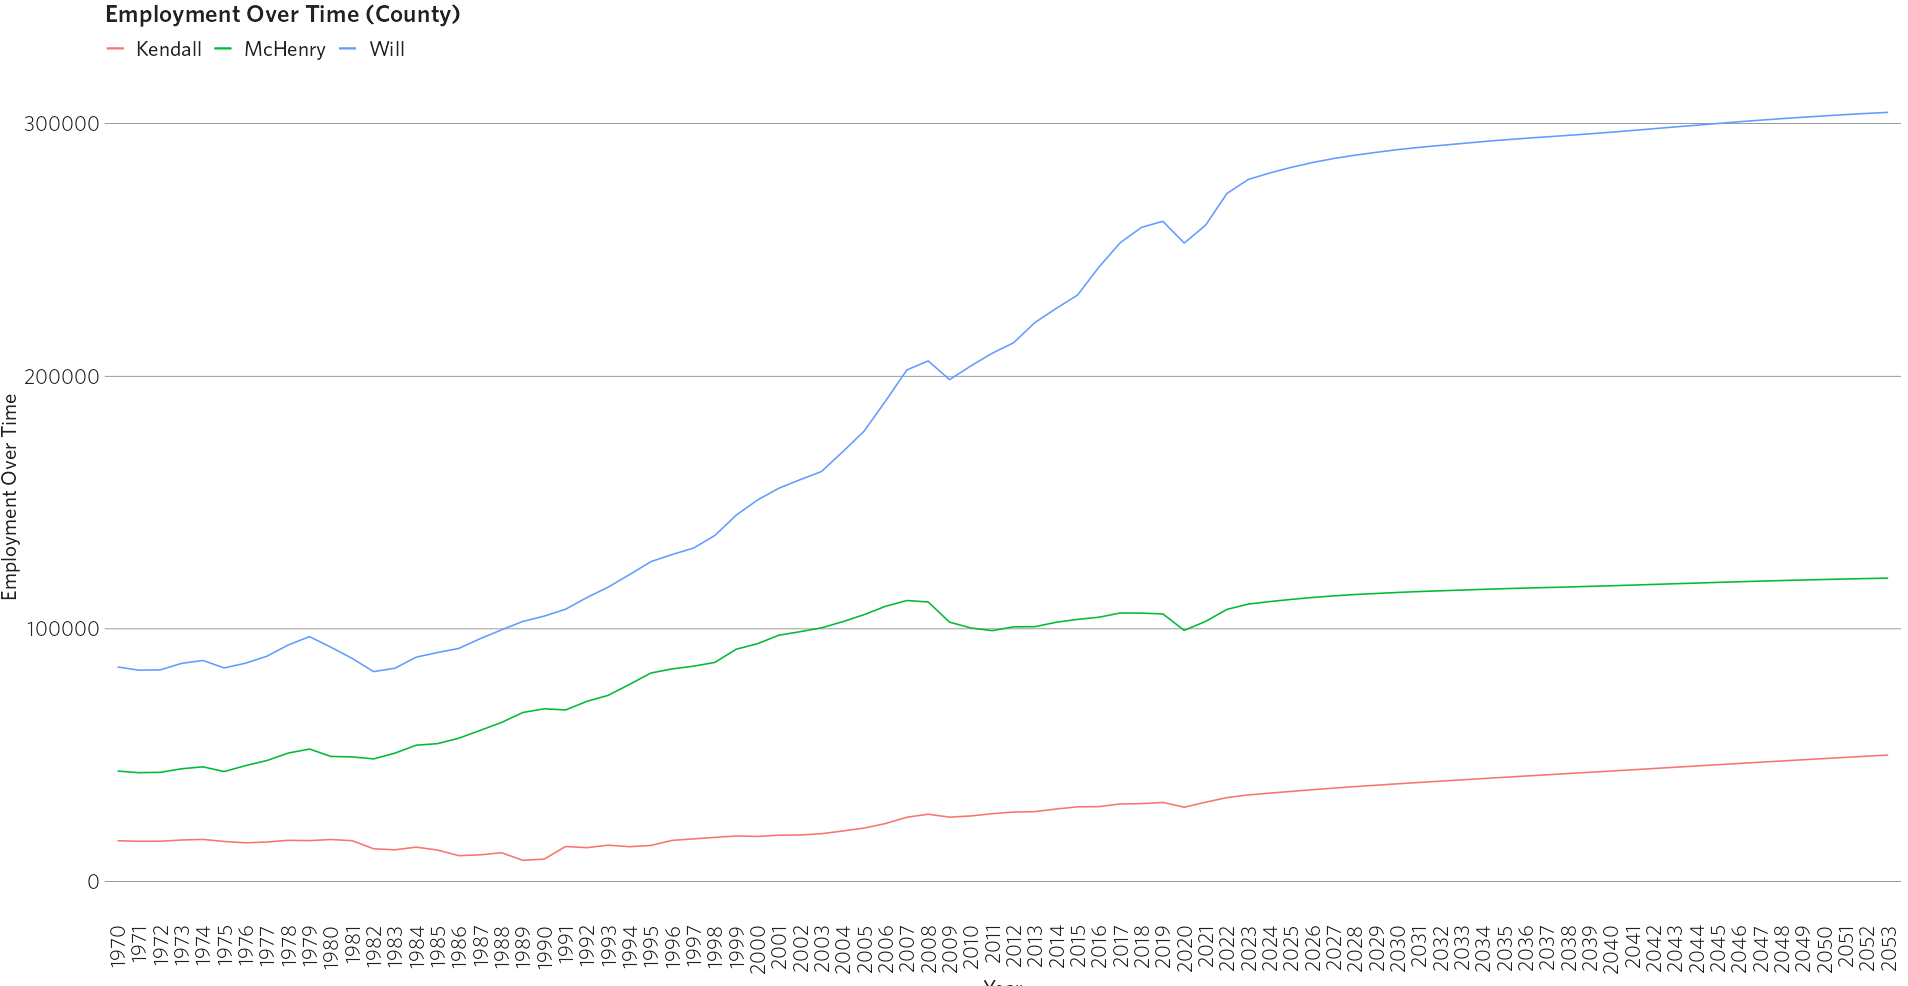 Employment Over Time (County)
Kendall McHenry Will
300000
200000
100000
0
Employment Over Time
1970 1971 1972 1973 1974 1975 1976 1977 1978 1979 1980 1981 1982 1983 1984 1985 1986 1987 1988 1989 1990 1991 1992 1993 1994 1995 1996 1997 1998 1999 2000 2001 2002 2003 2004 2005 2006 2007 2008 2009 2010 2011 2012 2013 2014 2015 2016 2017 2018 2019 2020 2021 2022 2023 2024 2025 2026 2027 2028 2029 2030 2031 2032 2033 2034 2035 2036 2037 2038 2039 2040 2041 2042 2043 2044 2045 2046 2047 2048 2049 2050 2051 2052 2053
Year